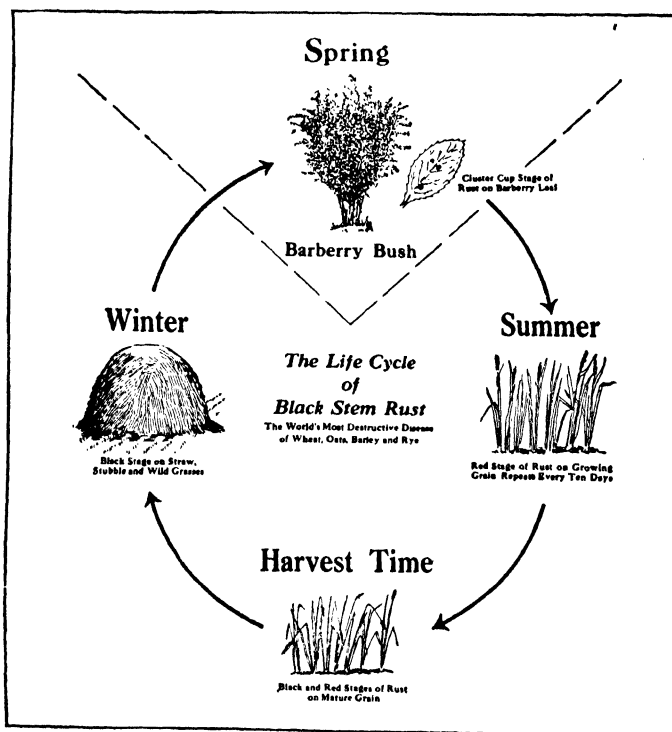 Spring
Cluster Cup Stage of
Rust on Barberry Leaf
Barberry Bush
Winter
Summer
The Life Cycle
of
Black Stem Rust
The World's Most Destructive Disease
of Wheat, Oats, Barley and Rye
Black Stage on Straw,
Stubble and Wild Grasses
Red Stage of Rust on Growing
Grain Repeats Every Ten Days
Harvest Time
Black and Red Stages of Rust
on Mature Grain